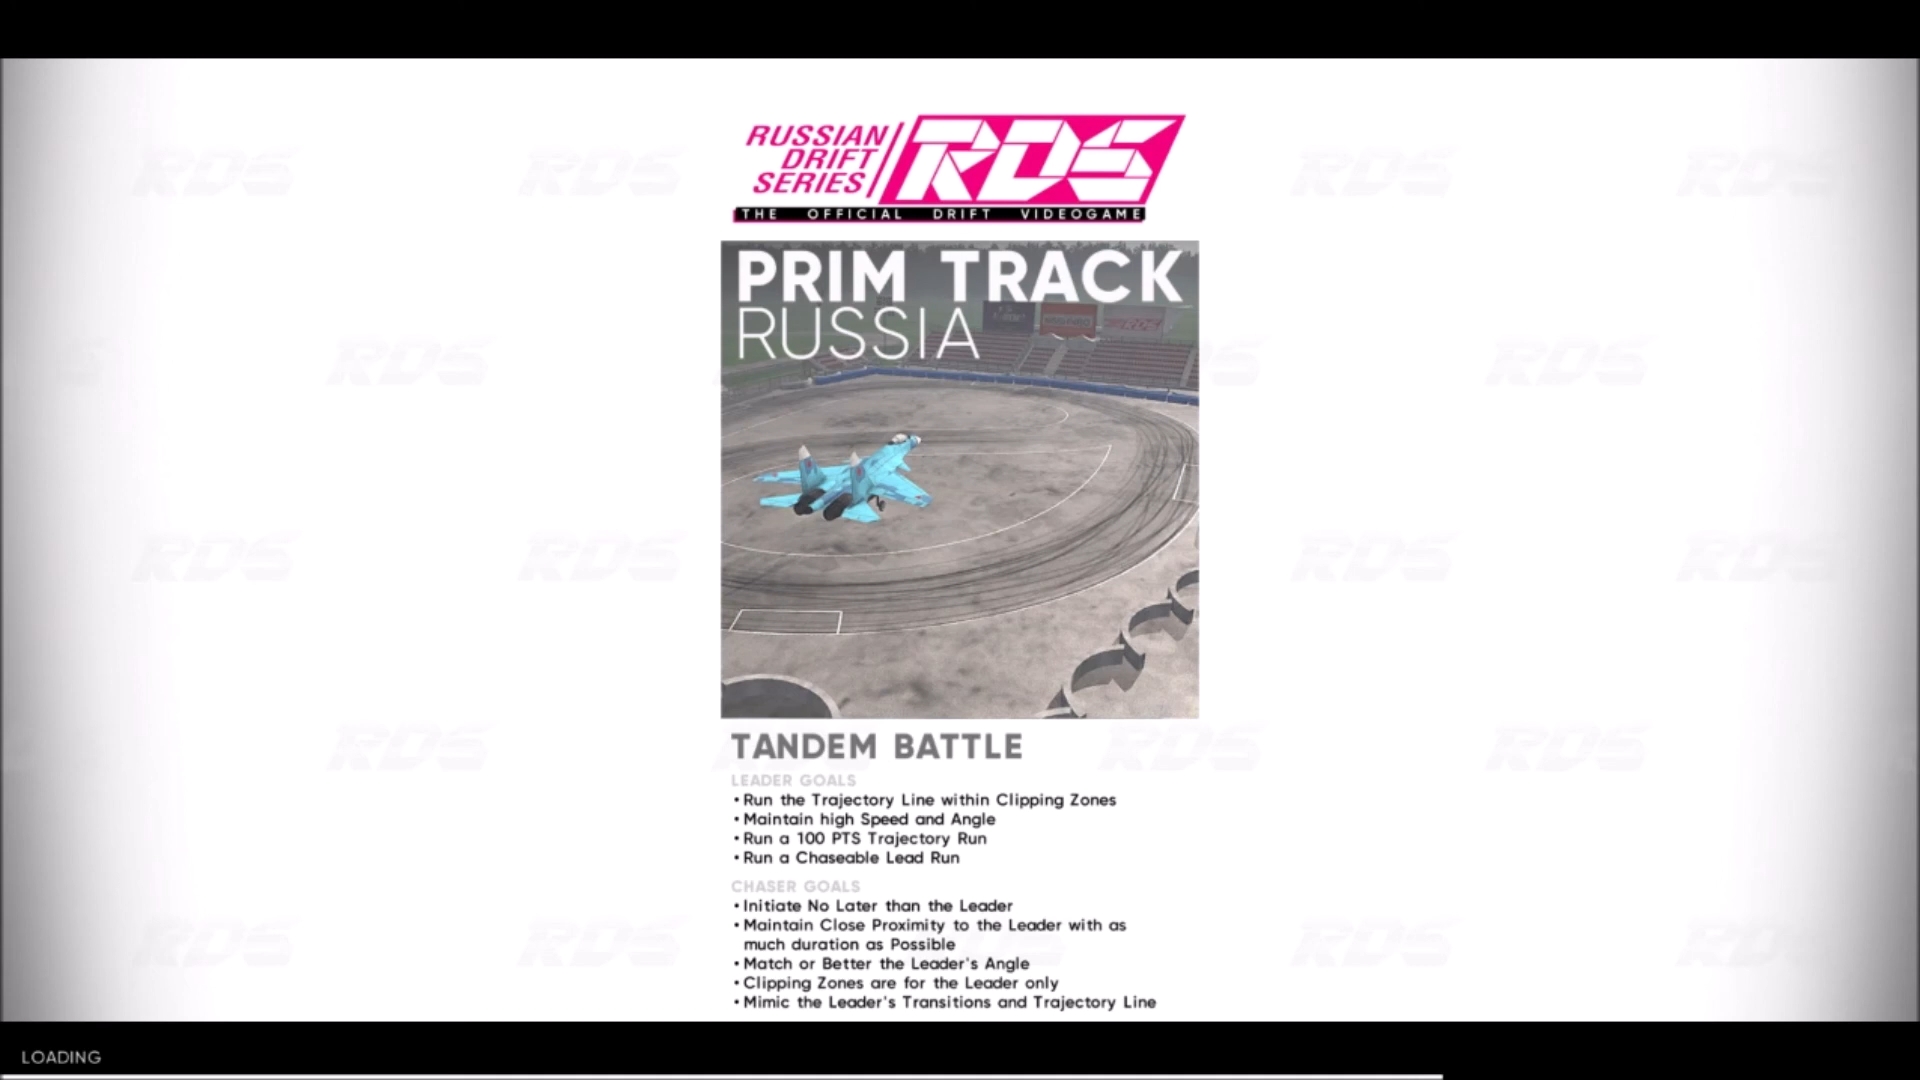 RUSSIAN
DRIFT
SERIES
RDS
THE OFFICIAL DRIFT VIDEOGAME
PRIM TRACK
RUSSIA
TANDEM BATTLE
LEADER GOALS
• Run the Trajectory Line within Clipping Zones
• Maintain high Speed and Angle
• Run a 100 PTS Trajectory Run
• Run a Chaseable Lead Run
CHASER GOALS
• Initiate No Later than the Leader
• Maintain Close Proximity to the Leader with as
much duration as Possible
• Match or Better the Leader's Angle
• Clipping Zones are for the Leader only
• Mimic the Leader's Transitions and Trajectory Line
LOADING